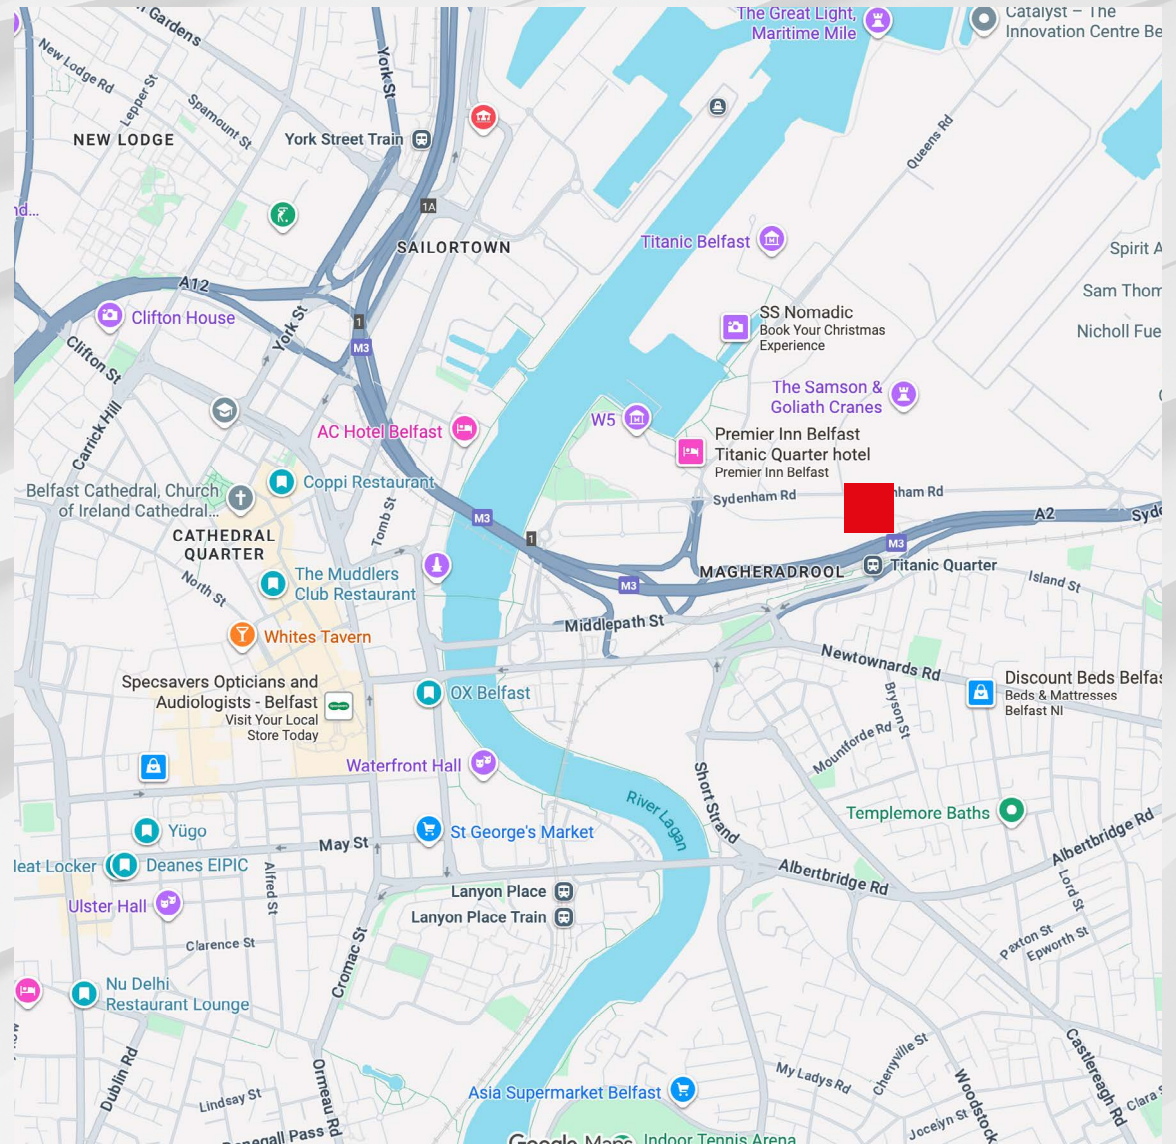 The Great Light,
Maritime Mile
Catalyst – The
Innovation Centre Be
Gardens
New Lodge Rd
Lepper St
Spamount St
York St
NEW LODGE
York Street Train
Queens Rd
nd...
1A
SAILORTOWN
Titanic Belfast
Spirit A
A12
Sam Thom
Clifton House
York St
1
M3
SS Nomadic
Book Your Christmas
Experience
Nicholl Fue
Clifton St
Carrick Hill
The Samson &
Goliath Cranes
AC Hotel Belfast
W5
Premier Inn Belfast
Titanic Quarter hotel
Premier Inn Belfast
Coppi Restaurant
Belfast Cathedral, Church
of Ireland Cathedral...
Sydenham Rd
nham Rd
Tomb St
M3
1
A2
Syde
CATHEDRAL
QUARTER
M3
MAGHERADROOL
Titanic Quarter
The Muddlers
Club Restaurant
North St
M3
Island St
Whites Tavern
Middlepath St
Newtownards Rd
Specsavers Opticians and
Audiologists - Belfast
Visit Your Local
Store Today
OX Belfast
Bryson St
Discount Beds Belfas
Beds & Mattresses
Belfast NI
Mountforde Rd
Waterfront Hall
Short Strand
River Lagan
Templemore Baths
Yügo
May St
St George's Market
Albertbridge Rd
leat Locker
Deanes EIPIC
Alfred St
Albertbridge Rd
Lanyon Place
Lord St
Ulster Hall
Lanyon Place Train
Clarence St
Cromac St
Paxton St
Epworth St
Nu Delhi
Restaurant Lounge
Dublin Rd
Ormeau Rd
Lindsay St
Asia Supermarket Belfast
My Ladys Rd
Cherryville St
Woodstock
Castlereagh Rd
Clara
Jocelyn St
negall Pass
Google Maps
Indoor Tennis Arena